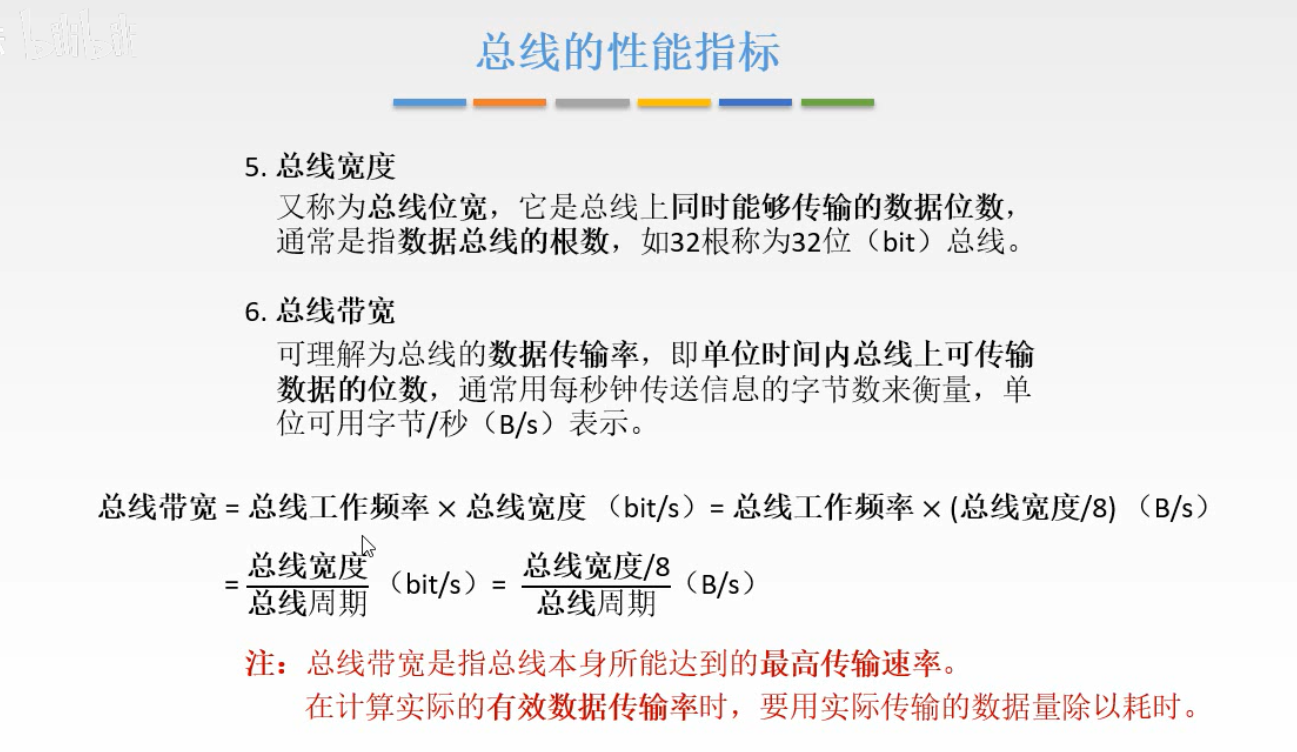 bilibili
总线的性能指标
5. 总线宽度
又称为总线位宽，它是总线上同时能够传输的数据位数，
通常是指数据总线的根数，如32根称为32位（bit）总线。
6. 总线带宽
可理解为总线的数据传输率，即单位时间内总线上可传输
数据的位数，通常用每秒钟传送信息的字节数来衡量，单
位可用字节/秒（B/s）表示。
总线带宽 = 总线工作频率 × 总线宽度 （bit/s）= 总线工作频率 × (总线宽度/8) （B/s）
= 总线宽度/总线周期 （bit/s）= 总线宽度/8/总线周期 （B/s）
注：总线带宽是指总线本身所能达到的最高传输速率。
在计算实际的有效数据传输率时，要用实际传输的数据量除以耗时。